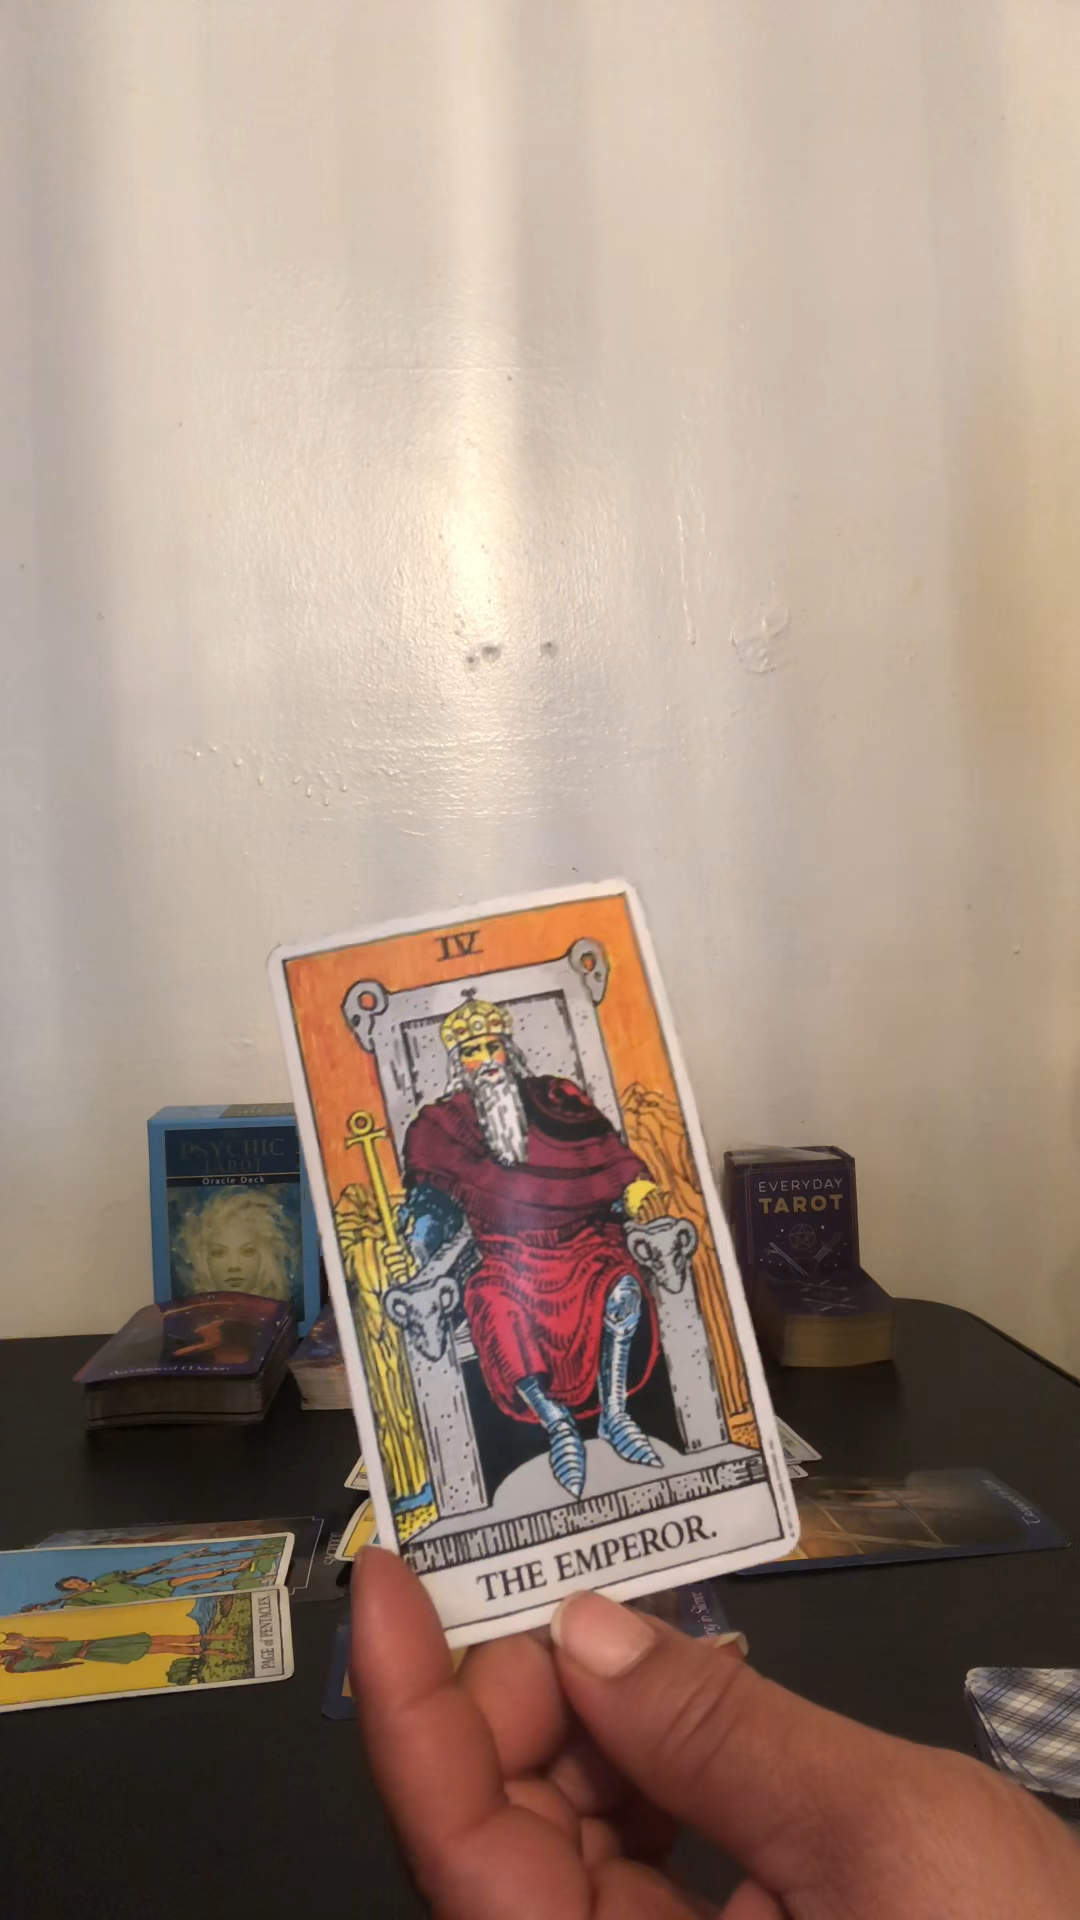 IV
PSYCHIC
TAROT
Oracle Deck
EVERYDAY
TAROT
THE EMPEROR.
PAGE of PENTACLES